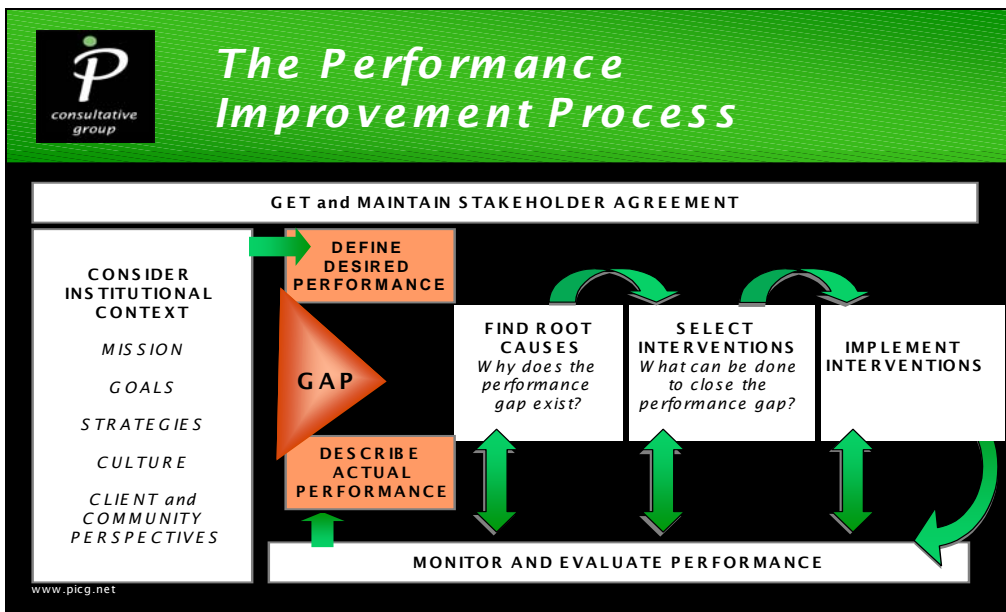 iP
consultative
group
The Performance
Improvement Process
GET and MAINTAIN STAKEHOLDER AGREEMENT
CONSIDER
INSTITUTIONAL
CONTEXT
MISSION
GOALS
STRATEGIES
CULTURE
CLIENT and
COMMUNITY
PERSPECTIVES
DEFINE
DESIRED
PERFORMANCE
GAP
DESCRIBE
ACTUAL
PERFORMANCE
FIND ROOT
CAUSES
Why does the
performance
gap exist?
SELECT
INTERVENTIONS
What can be done
to close the
performance gap?
IMPLEMENT
INTERVENTIONS
MONITOR AND EVALUATE PERFORMANCE
www.picg.net